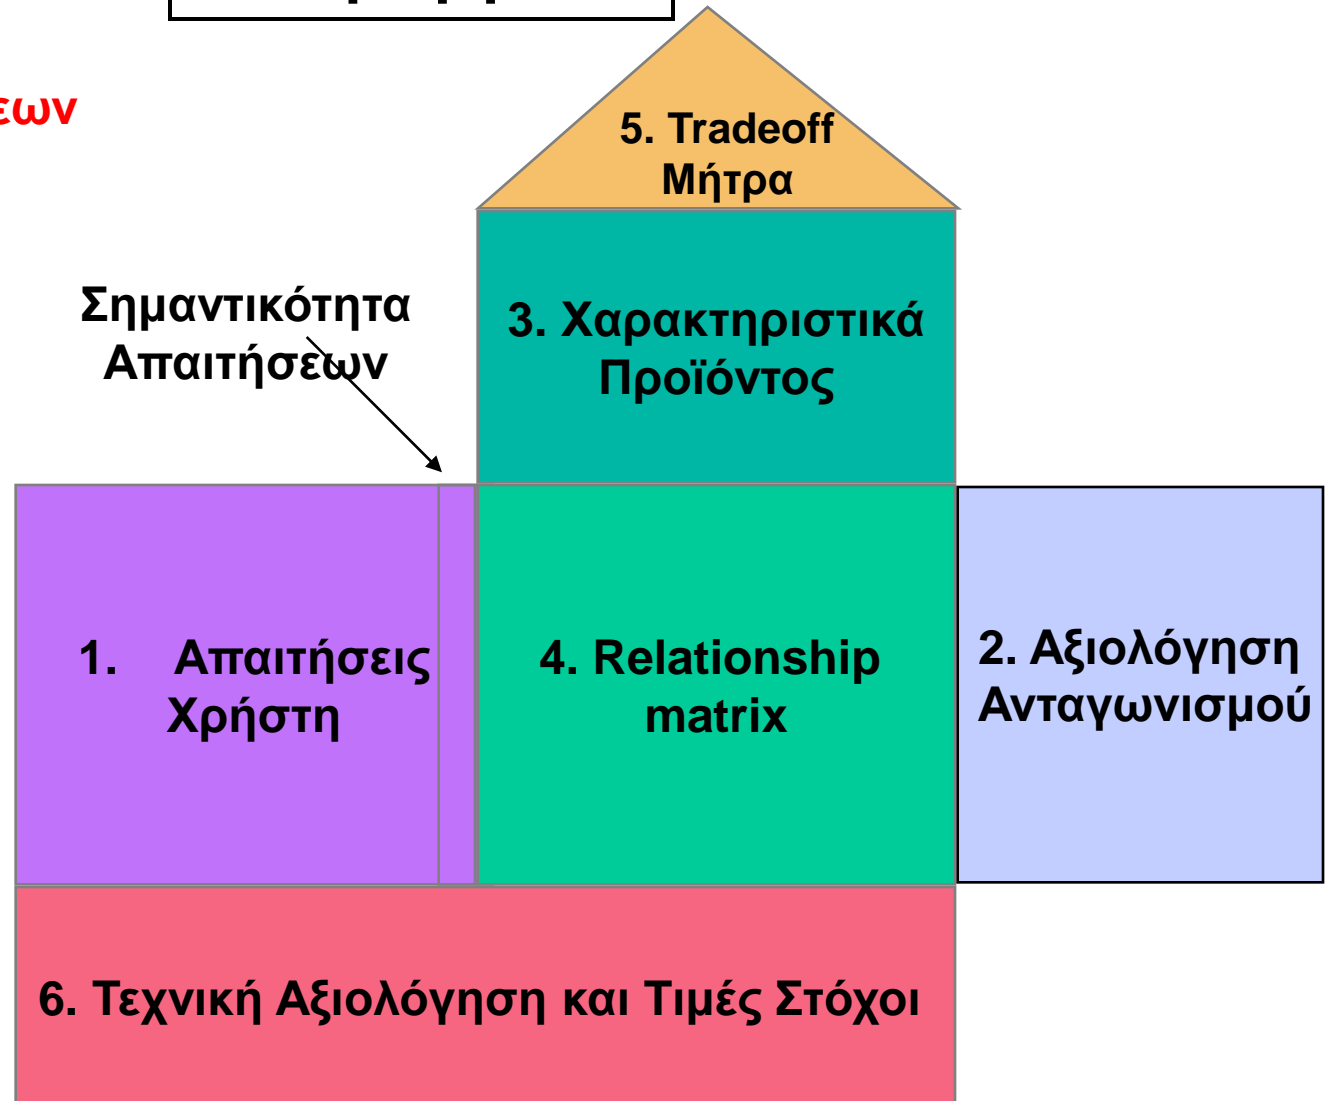 εων
5. Tradeoff
Μήτρα
Σημαντικότητα
Απαιτήσεων
3. Χαρακτηριστικά
Προϊόντος
1. Απαιτήσεις
Χρήστη
4. Relationship
matrix
2. Αξιολόγηση
Ανταγωνισμού
6. Τεχνική Αξιολόγηση και Τιμές Στόχοι